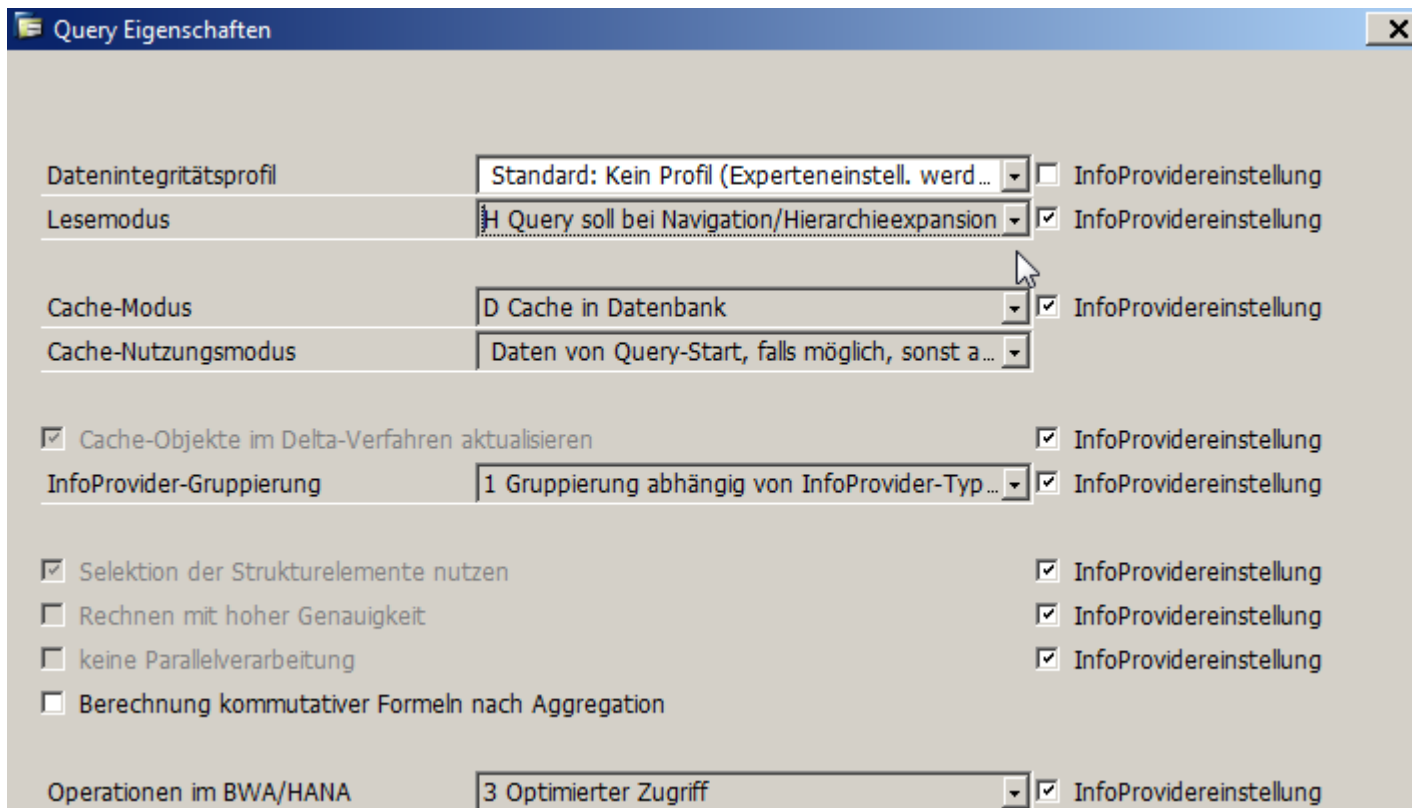 Query Eigenschaften
Datenintegritätsprofil Standard: Kein Profil (Experteneinstell. werd... InfoProvidereinstellung
Lesemodus H Query soll bei Navigation/Hierarchieexpansion InfoProvidereinstellung
Cache-Modus D Cache in Datenbank InfoProvidereinstellung
Cache-Nutzungsmodus Daten von Query-Start, falls möglich, sonst a...
Cache-Objekte im Delta-Verfahren aktualisieren InfoProvidereinstellung
InfoProvider-Gruppierung 1 Gruppierung abhängig von InfoProvider-Typ... InfoProvidereinstellung
Selektion der Strukturelemente nutzen InfoProvidereinstellung
Rechnen mit hoher Genauigkeit InfoProvidereinstellung
keine Parallelverarbeitung InfoProvidereinstellung
Berechnung kommutativer Formeln nach Aggregation
Operationen im BWA/HANA 3 Optimierter Zugriff InfoProvidereinstellung